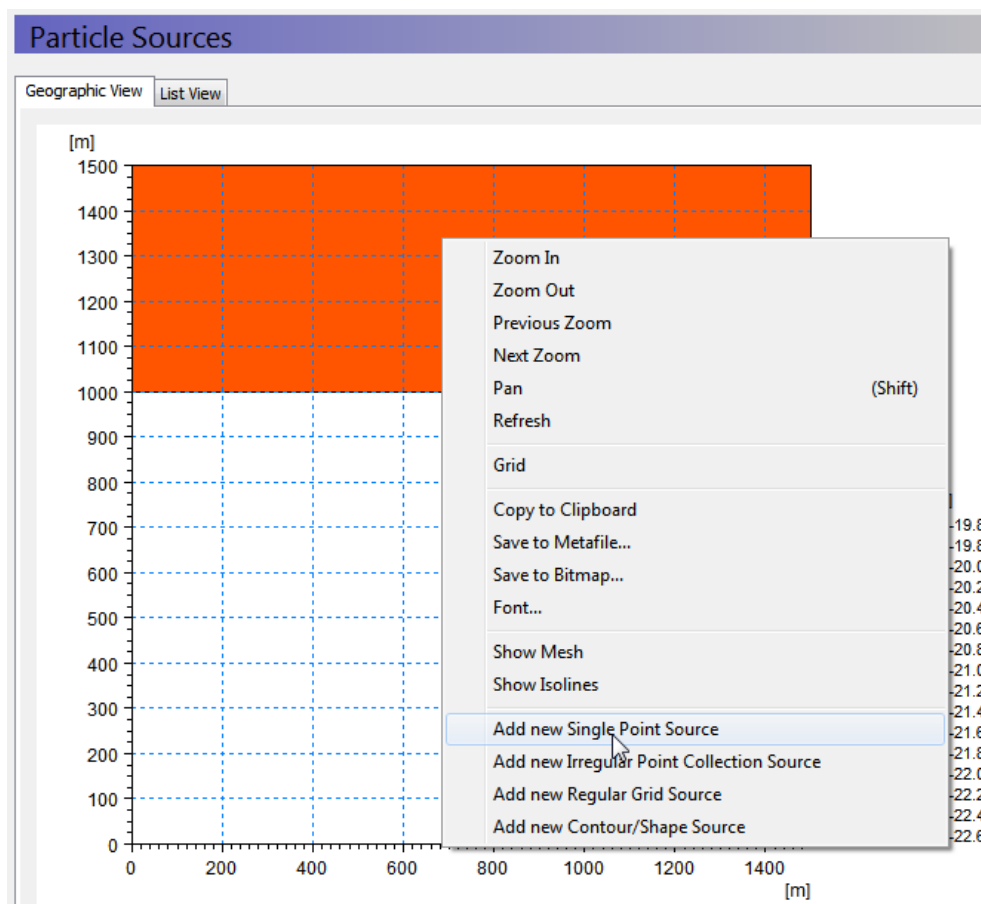 Particle Sources
Geographic View
List View
[m]
1500
1400
1300
1200
1100
1000
900
800
700
600
500
400
300
200
100
0
0 200 400 600 800 1000 1200 1400
[m]
Zoom In
Zoom Out
Previous Zoom
Next Zoom
Pan (Shift)
Refresh
Grid
Copy to Clipboard
Save to Metafile...
Save to Bitmap...
Font...
Show Mesh
Show Isolines
Add new Single Point Source
Add new Irregular Point Collection Source
Add new Regular Grid Source
Add new Contour/Shape Source